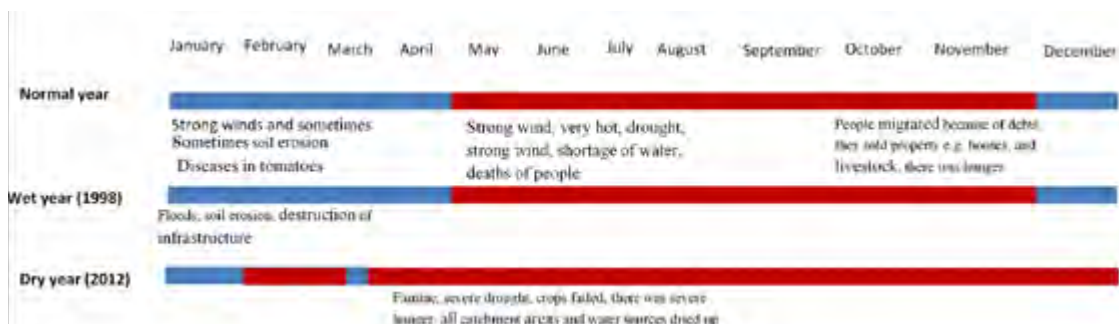 January February March April May June July August September October November December
Normal year
Strong winds and sometimes
Sometimes soil erosion
Diseases in tomatoes
Strong wind, very hot, drought,
strong wind, shortage of water,
deaths of people
People migrated because of debts,
they sold property e.g. houses, and
livestock, there was hunger
Wet year (1998)
Floods, soil erosion, destruction of
infrastructure
Dry year (2012)
Famine, severe drought, crops failed, there was severe
hunger, all catchment and water sources dried up